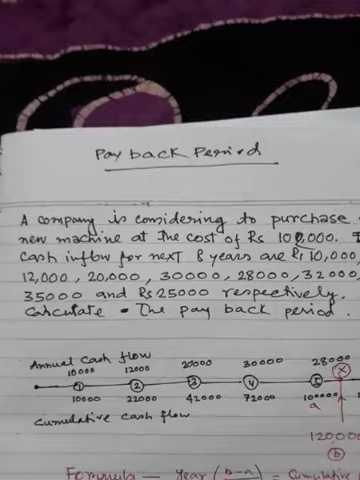 Pay back Period
A company is considering to purchase a
new machine at the cost of Rs 100,000. 
cash inflow for next 8 years are Rs 10,000,
12,000, 20,000, 30000, 28000, 32000,
35000 and Rs 25000 respectively.
Calculate The pay back period.
Annual Cash flow
10000 12000 20000 30000 28000
1 2 3 4 5 x
10000 22000 42000 72000 100000
a
Cumulative Cash flow
120000
b
Formula — Year (b-a) = Cumulative